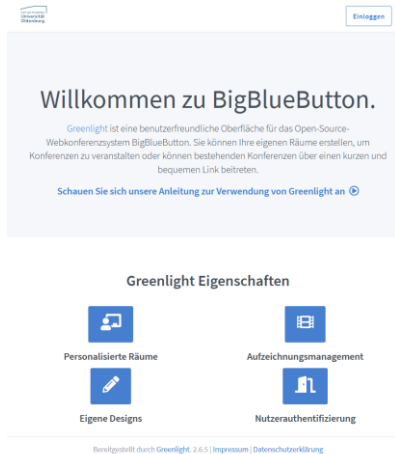 Universität
Oldenburg
Einloggen
Willkommen zu BigBlueButton.
Greenlight ist eine benutzerfreundliche Oberfläche für das Open-Source-
Webkonferenzsystem BigBlueButton. Sie können Ihre eigenen Räume erstellen, um
Konferenzen zu veranstalten oder können bestehenden Konferenzen über einen kurzen und
bequemen Link beitreten.
Schauen Sie sich unsere Anleitung zur Verwendung von Greenlight an
Greenlight Eigenschaften
Personalisierte Räume
Aufzeichnungsmanagement
Eigene Designs
Nutzerauthentifizierung
Bereitgestellt durch Greenlight. 2.6.5 | Impressum | Datenschutzerklärung